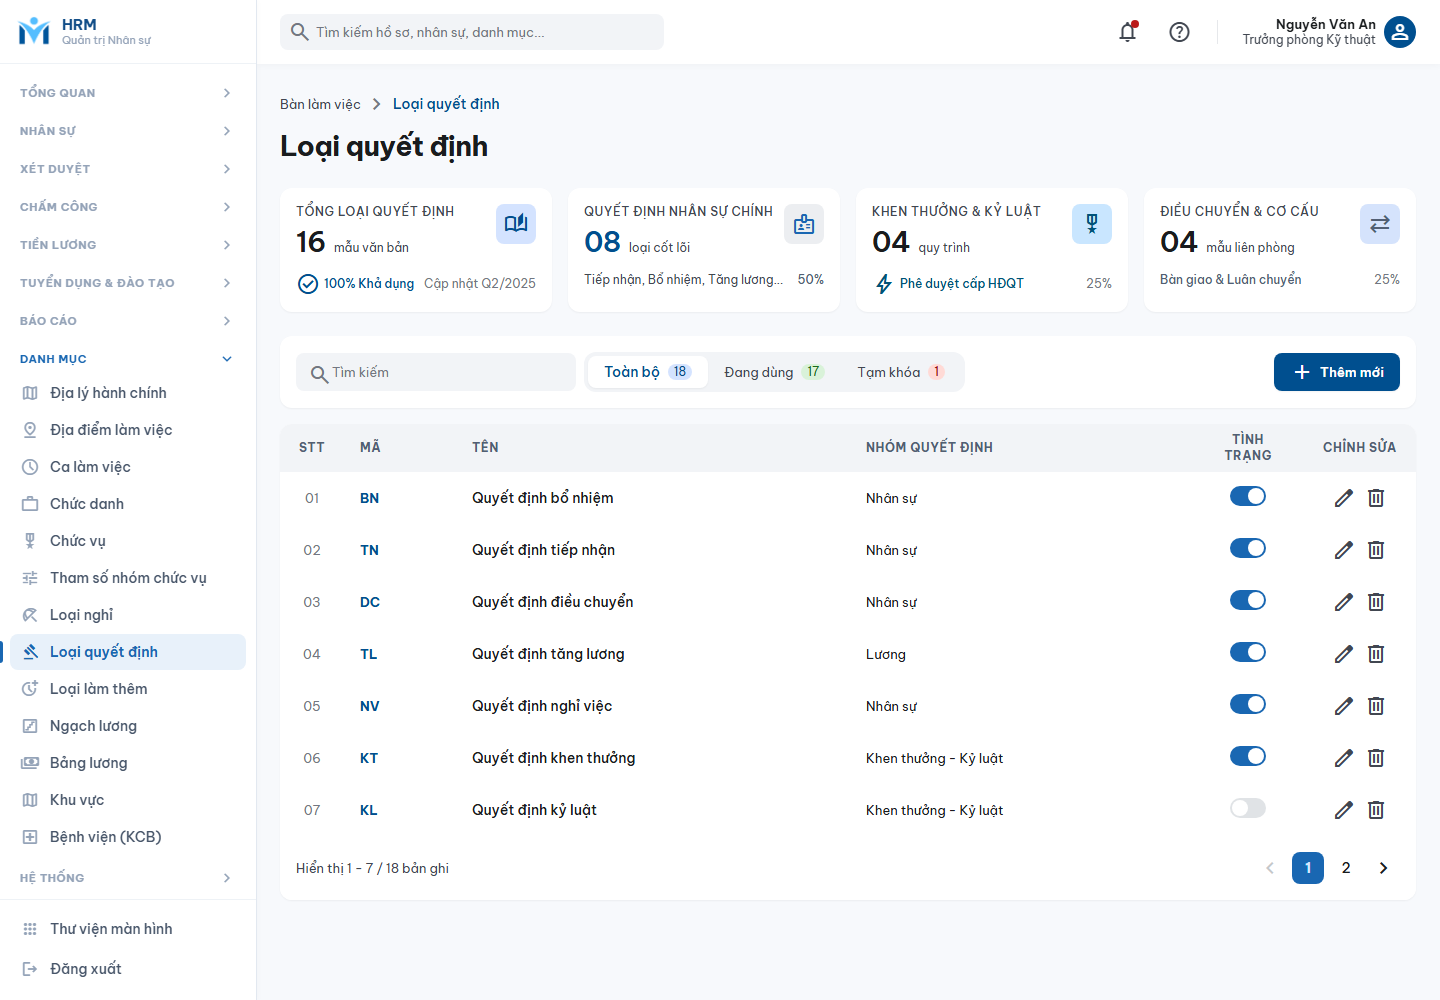 HRM
Quản trị Nhân sự
TỔNG QUAN
NHÂN SỰ
XÉT DUYỆT
CHẤM CÔNG
TIỀN LƯƠNG
TUYỂN DỤNG & ĐÀO TẠO
BÁO CÁO
DANH MỤC
Địa lý hành chính
Địa điểm làm việc
Ca làm việc
Chức danh
Chức vụ
Tham số nhóm chức vụ
Loại nghỉ
Loại quyết định
Loại làm thêm
Ngạch lương
Bảng lương
Khu vực
Bệnh viện (KCB)
HỆ THỐNG
Thư viện màn hình
Đăng xuất
Tìm kiếm hồ sơ, nhân sự, danh mục...
Nguyễn Văn An
Trưởng phòng Kỹ thuật
Bàn làm việc Loại quyết định
Loại quyết định
TỔNG LOẠI QUYẾT ĐỊNH
16 mẫu văn bản
100% Khả dụng Cập nhật Q2/2025
QUYẾT ĐỊNH NHÂN SỰ CHÍNH
08 loại cốt lõi
Tiếp nhận, Bổ nhiệm, Tăng lương... 50%
KHEN THƯỞNG & KỶ LUẬT
04 quy trình
Phê duyệt cấp HĐQT 25%
ĐIỀU CHUYỂN & CƠ CẤU
04 mẫu liên phòng
Bàn giao & Luân chuyển 25%
Tìm kiếm Toàn bộ 18 Đang dùng 17 Tạm khóa 1 Thêm mới
STT MÃ TÊN NHÓM QUYẾT ĐỊNH TÌNH TRẠNG CHỈNH SỬA
01 BN Quyết định bổ nhiệm Nhân sự
02 TN Quyết định tiếp nhận Nhân sự
03 DC Quyết định điều chuyển Nhân sự
04 TL Quyết định tăng lương Lương
05 NV Quyết định nghỉ việc Nhân sự
06 KT Quyết định khen thưởng Khen thưởng - Kỷ luật
07 KL Quyết định kỷ luật Khen thưởng - Kỷ luật
Hiển thị 1 - 7 / 18 bản ghi 1 2